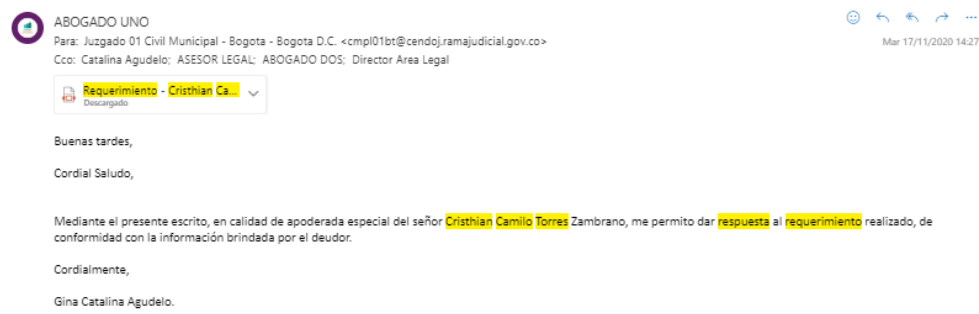 ABOGADO UNO
Para: Juzgado 01 Civil Municipal - Bogota - Bogota D.C. <cmpl01bt@cendoj.ramajudicial.gov.co>
Mar 17/11/2020 14:27
Cco: Catalina Agudelo; ASESOR LEGAL; ABOGADO DOS; Director Area Legal
Requerimiento - Cristhian Ca...
Descargado
Buenas tardes,
Cordial Saludo,
Mediante el presente escrito, en calidad de apoderada especial del señor Cristhian Camilo Torres Zambrano, me permito dar respuesta al requerimiento realizado, de
conformidad con la información brindada por el deudor.
Cordialmente,
Gina Catalina Agudelo.